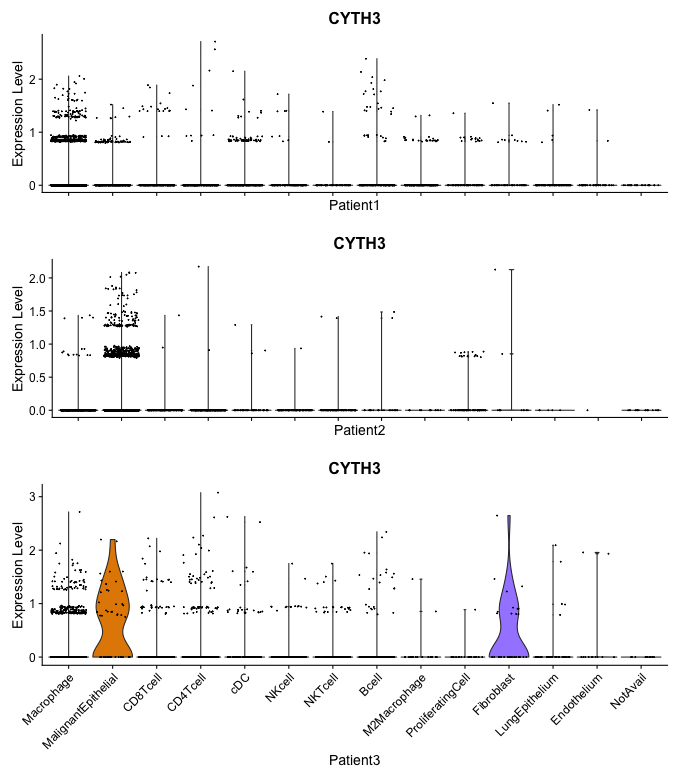 CYTH3
Expression Level
2
1
0
Patient1
CYTH3
Expression Level
2.0
1.5
1.0
0.5
0.0
Patient2
CYTH3
Expression Level
3
2
1
0
Macrophage
MalignantEpithelial
CD8Tcell
CD4Tcell
cDC
NKcell
NKTcell
Bcell
M2Macrophage
ProliferatingCell
Fibroblast
LungEpithelium
Endothelium
NotAvail
Patient3